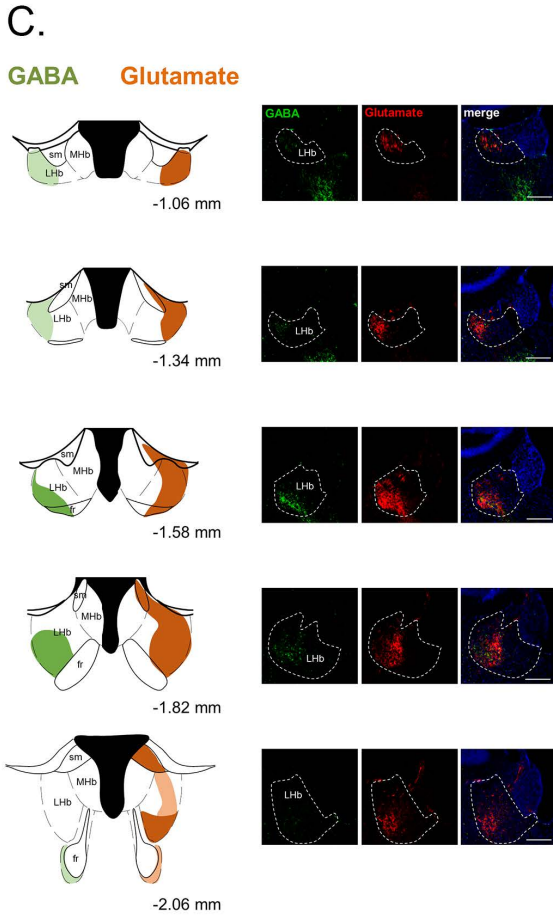 C.
GABA Glutamate
GABA Glutamate merge
sm MHb
LHb
LHb
-1.06 mm
sm
MHb
LHb
LHb
-1.34 mm
sm
MHb
LHb
LHb
fr
-1.58 mm
sm
MHb
LHb
LHb
fr
-1.82 mm
sm
MHb
LHb
LHb
fr
-2.06 mm